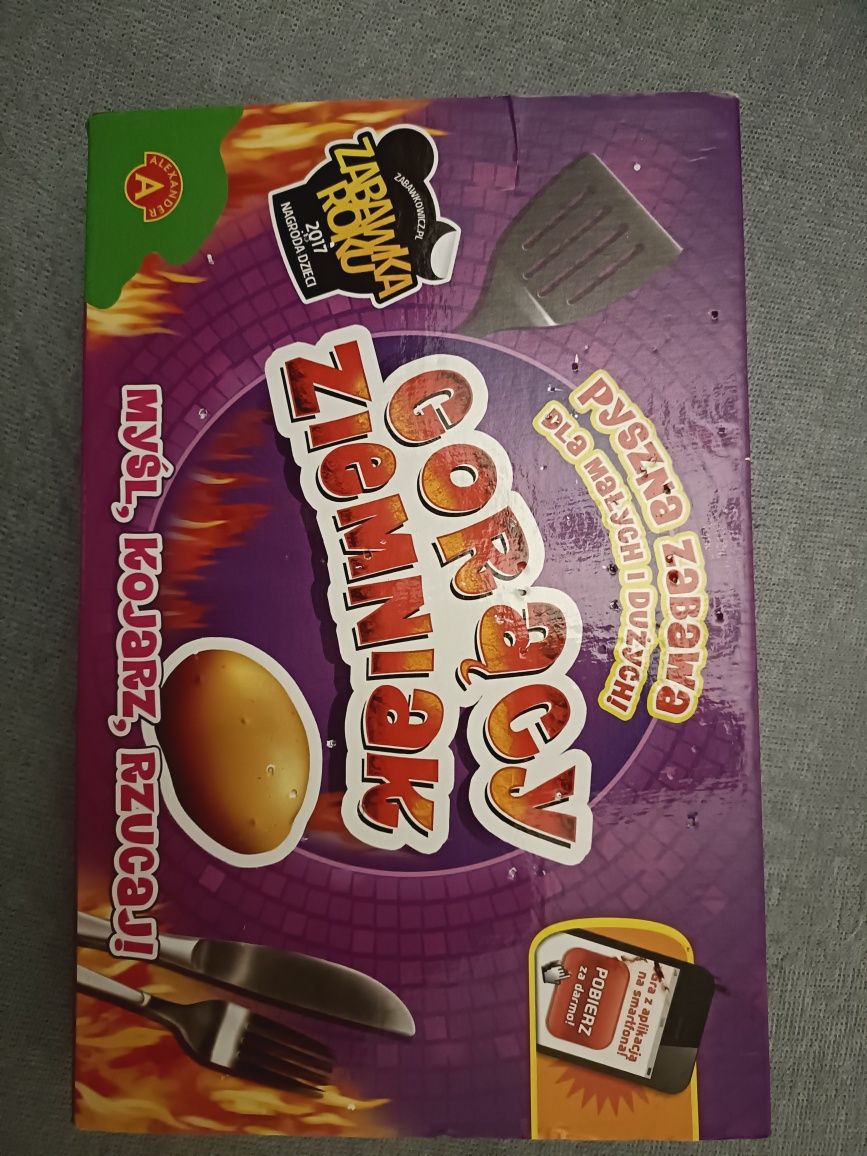 ALEXANDER
A
ZABAWKOWICZ.PL
ZABAWKA
ROKU
2017
NAGRODA DZIECI
PYSZNA ZABAWA
DLA MAŁYCH I DUŻYCH!
GORĄCY
ZIEMNIAK
MYŚL, KOJARZ, RZUCAJ!
Gra z aplikacją
na smartfona!
POBIERZ
za darmo!